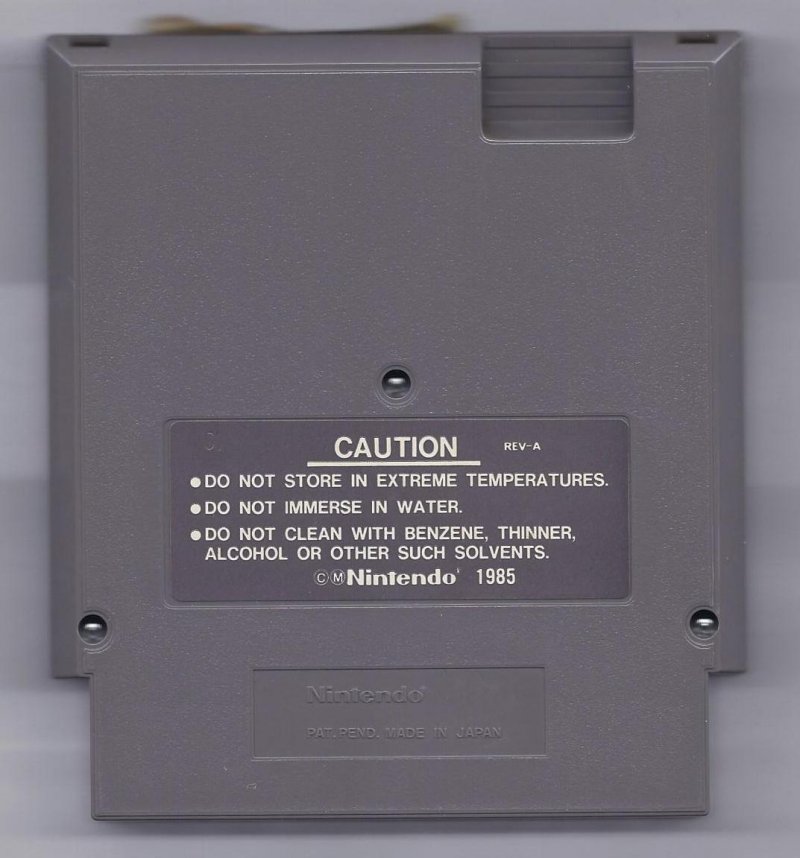 CAUTION REV-A
●DO NOT STORE IN EXTREME TEMPERATURES.
●DO NOT IMMERSE IN WATER.
●DO NOT CLEAN WITH BENZENE, THINNER,
ALCOHOL OR OTHER SUCH SOLVENTS.
©Ⓜ Nintendo® 1985
Nintendo®
PAT. PEND. MADE IN JAPAN